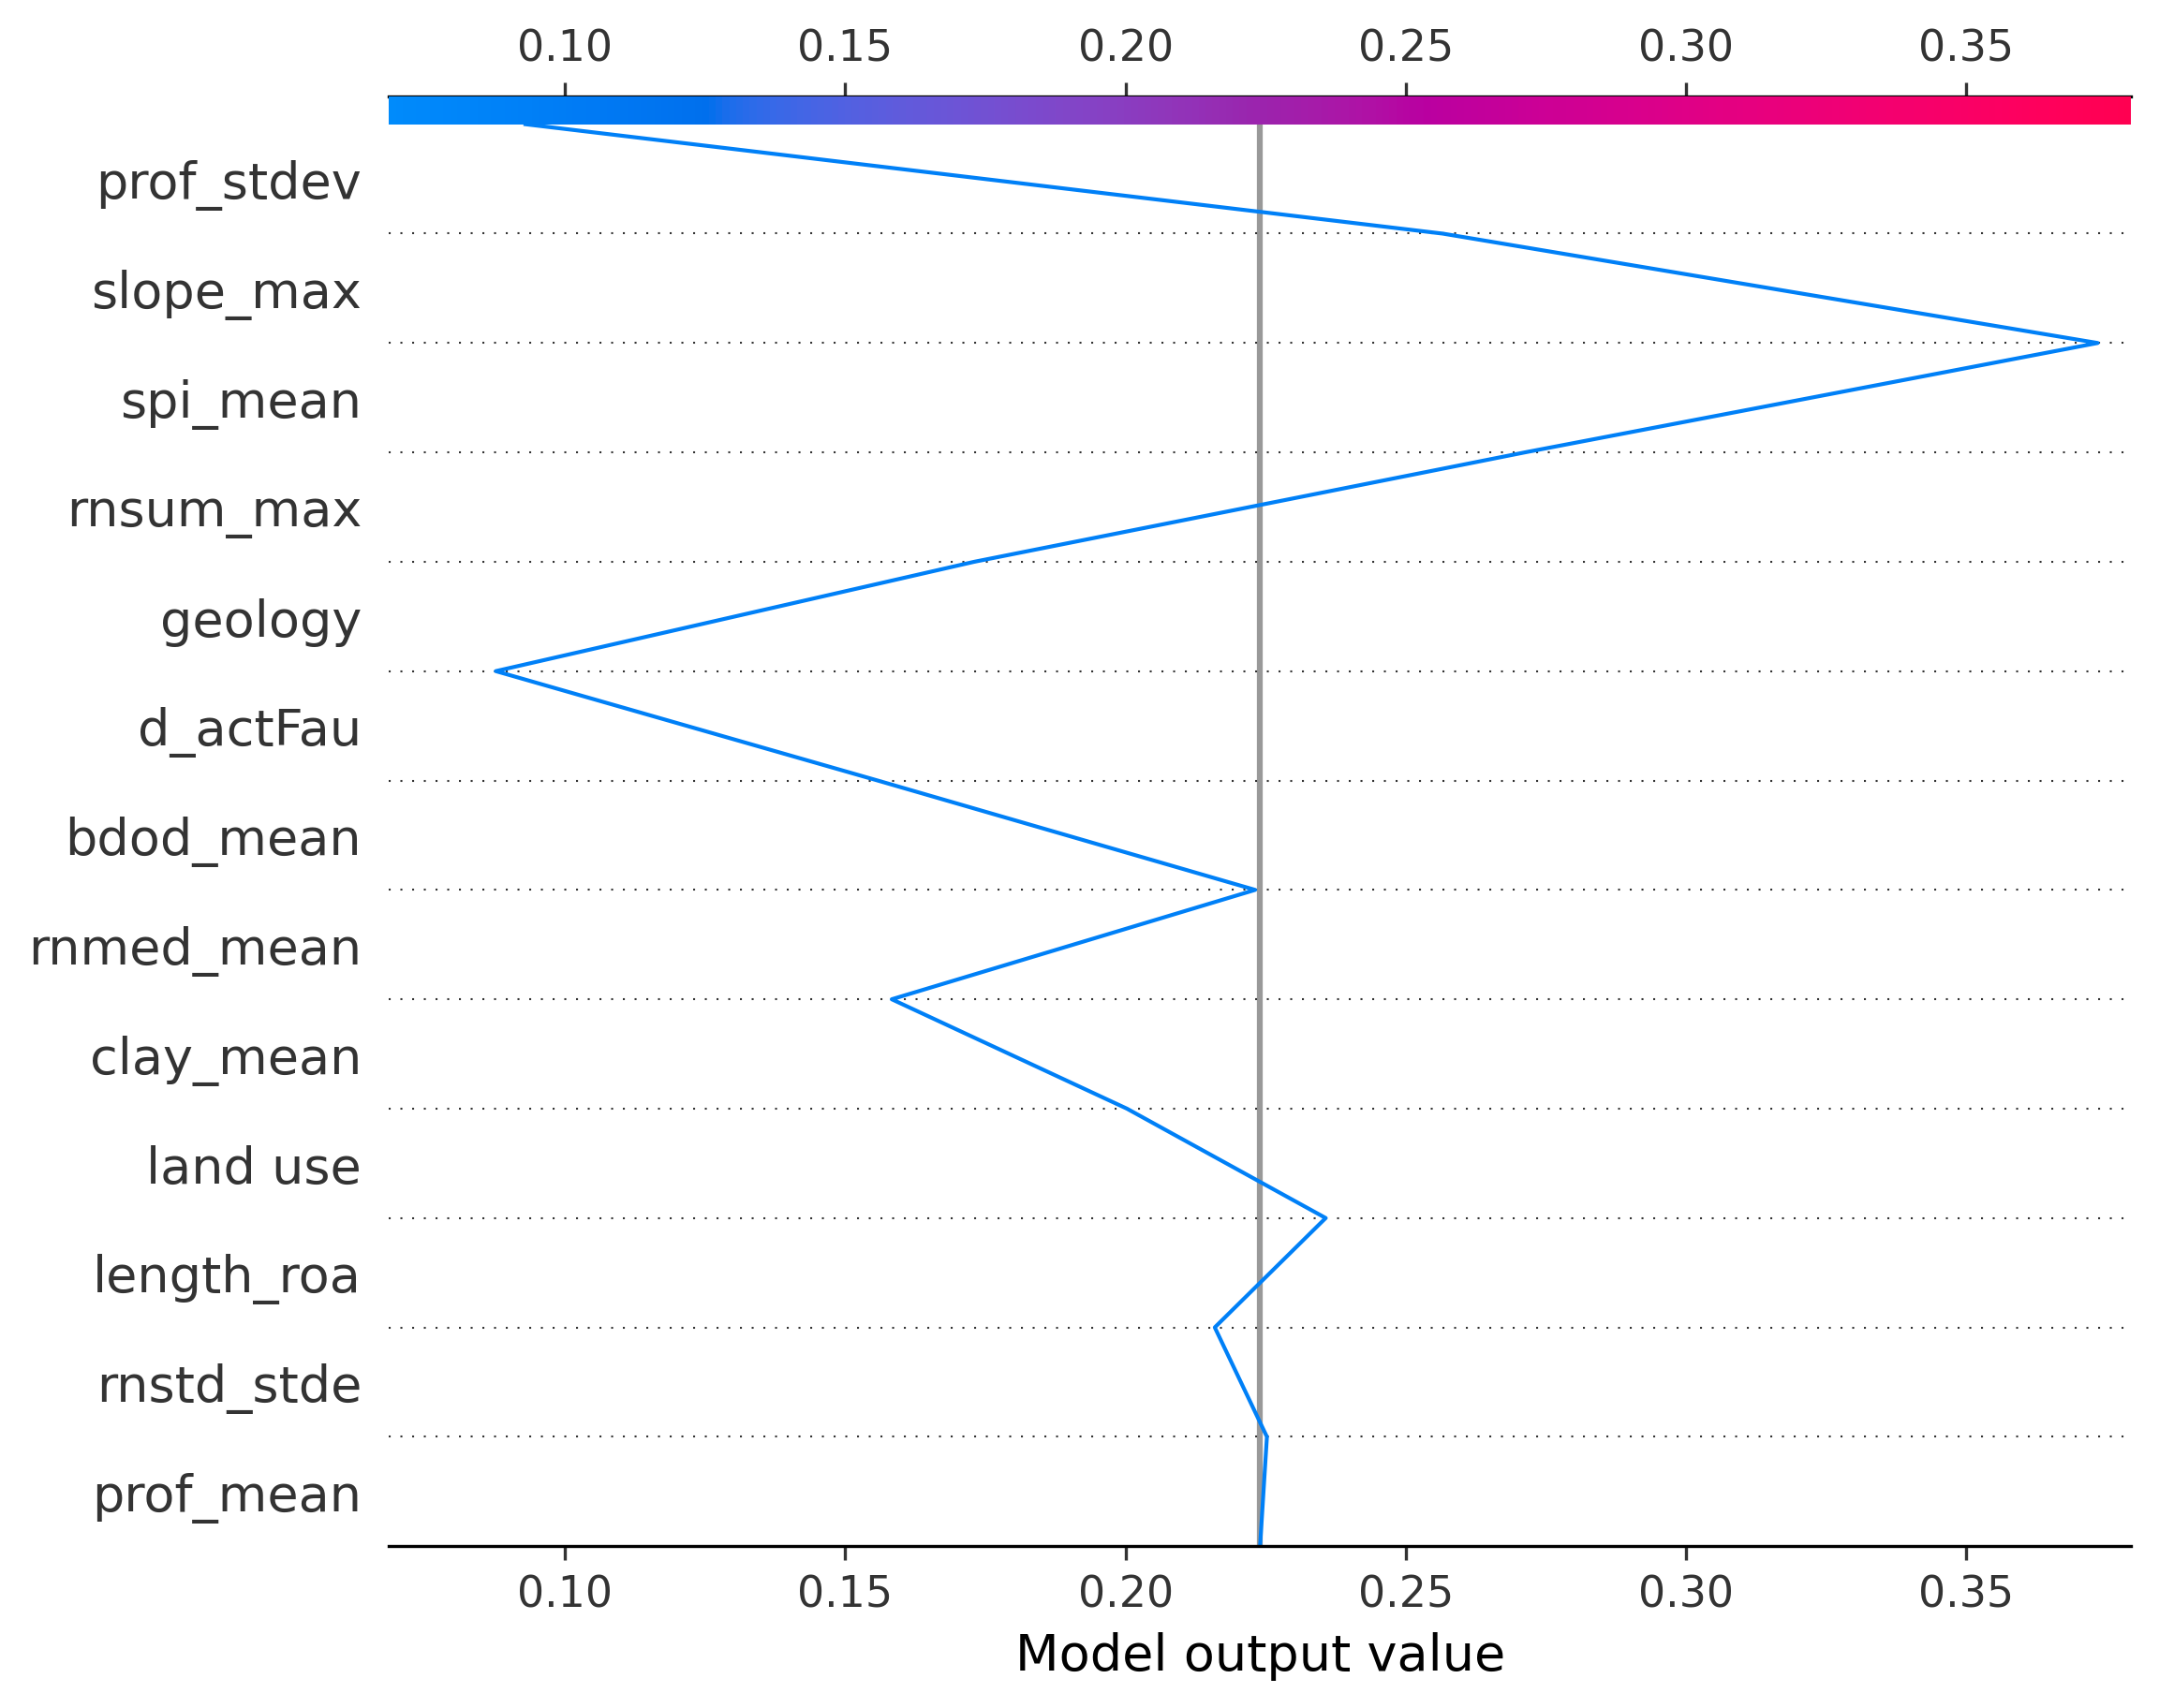 0.10 0.15 0.20 0.25 0.30 0.35
prof_stdev
slope_max
spi_mean
rnsum_max
geology
d_actFau
bdod_mean
rnmed_mean
clay_mean
land use
length_roa
rnstd_stde
prof_mean
0.10 0.15 0.20 0.25 0.30 0.35
Model output value